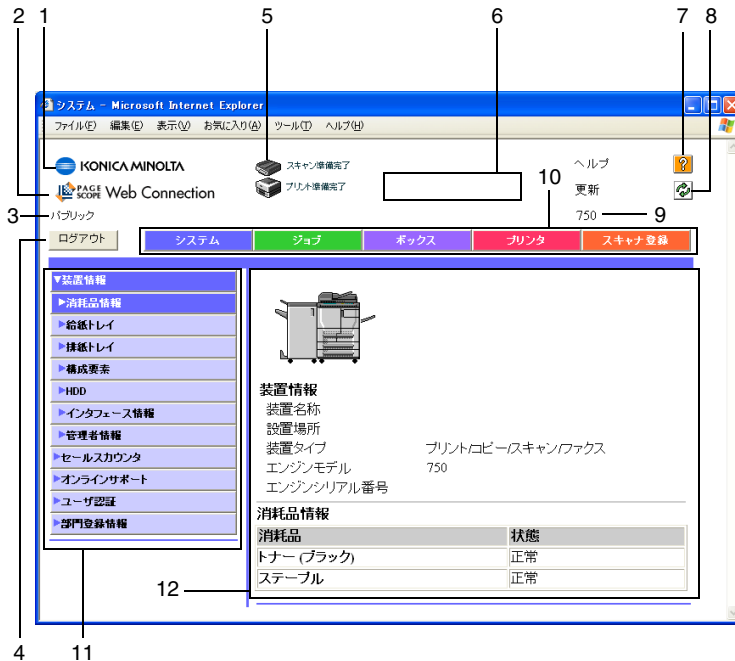 2 1 5 6 7 8
システム - Microsoft Internet Explorer
ファイル(F) 編集(E) 表示(V) お気に入り(A) ツール(T) ヘルプ(H)
KONICA MINOLTA
スキャン準備完了
ヘルプ
?
PAGE SCOPE Web Connection
プリント準備完了
10
更新
3
パブリック
750
9
ログアウト
システム ジョブ ボックス プリンタ スキャナ登録
▼装置情報
▶消耗品情報
▶給紙トレイ
▶排紙トレイ
▶構成要素
▶HDD
▶インタフェース情報
▶管理者情報
▶セールスカウンタ
▶オンラインサポート
▶ユーザ認証
▶部門登録情報
装置情報
装置名称
設置場所
装置タイプ プリント/コピー/スキャン/ファクス
エンジンモデル 750
エンジンシリアル番号
消耗品情報
消耗品 状態
トナー (ブラック) 正常
ステープル 正常
12
4 11